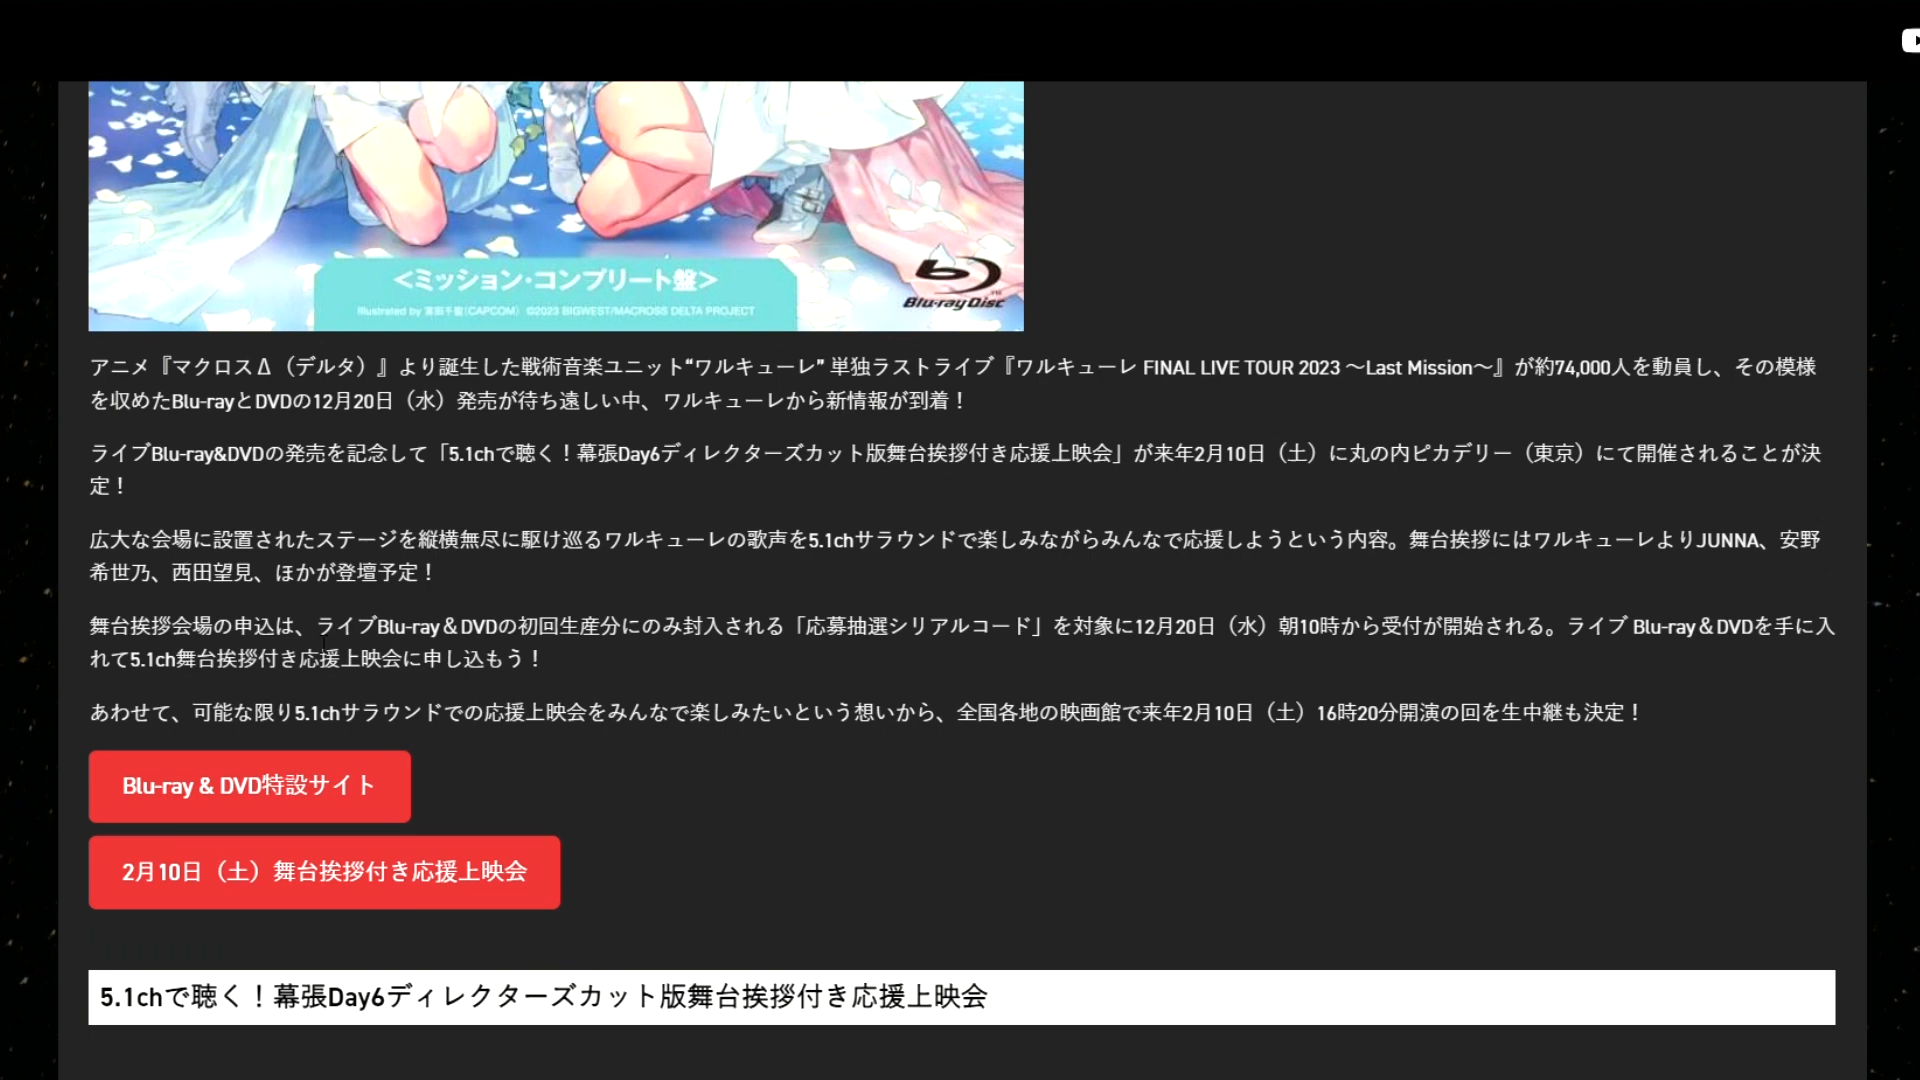 <ミッション・コンプリート盤>
Illustrated by 實田千聖(CAPCOM) ©2023 BIGWEST/MACROSS DELTA PROJECT
Blu-ray Disc
アニメ『マクロスΔ（デルタ）』より誕生した戦術音楽ユニット“ワルキューレ” 単独ラストライブ『ワルキューレ FINAL LIVE TOUR 2023 ～Last Mission～』が約74,000人を動員し、その模様
を収めたBlu-rayとDVDの12月20日（水）発売が待ち遠しい中、ワルキューレから新情報が到着！
ライブBlu-ray&DVDの発売を記念して「5.1chで聴く！幕張Day6ディレクターズカット版舞台挨拶付き応援上映会」が来年2月10日（土）に丸の内ピカデリー（東京）にて開催されることが決
定！
広大な会場に設置されたステージを縦横無尽に駆け巡るワルキューレの歌声を5.1chサラウンドで楽しみながらみんなで応援しようという内容。舞台挨拶にはワルキューレよりJUNNA、安野
希世乃、西田望見、ほかが登壇予定！
舞台挨拶会場の申込は、ライブBlu-ray＆DVDの初回生産分にのみ封入される「応募抽選シリアルコード」を対象に12月20日（水）朝10時から受付が開始される。ライブ Blu-ray＆DVDを手に入
れて5.1ch舞台挨拶付き応援上映会に申し込もう！
あわせて、可能な限り5.1chサラウンドでの応援上映会をみんなで楽しみたいという想いから、全国各地の映画館で来年2月10日（土）16時20分開演の回を生中継も決定！
Blu-ray & DVD特設サイト
2月10日（土）舞台挨拶付き応援上映会
5.1chで聴く！幕張Day6ディレクターズカット版舞台挨拶付き応援上映会